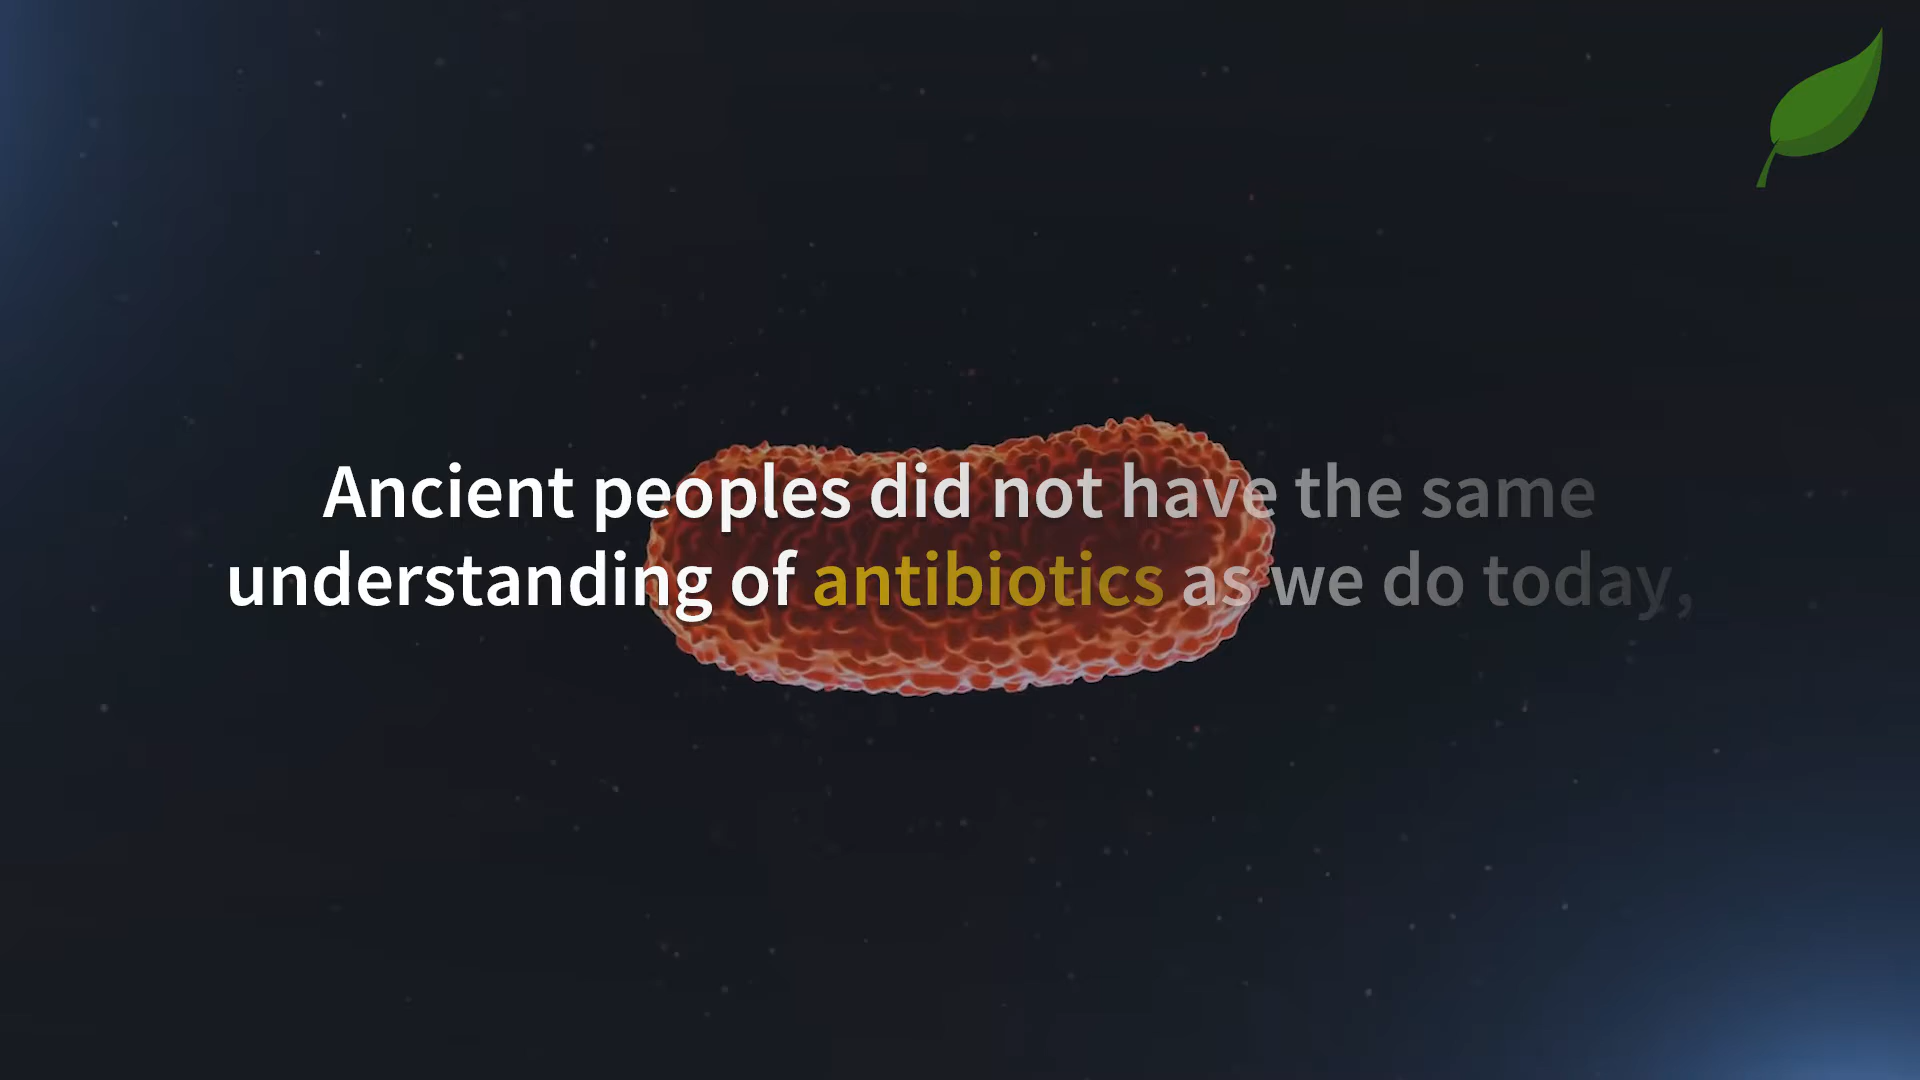 Ancient peoples did not have the same
understanding of antibiotics as we do today,